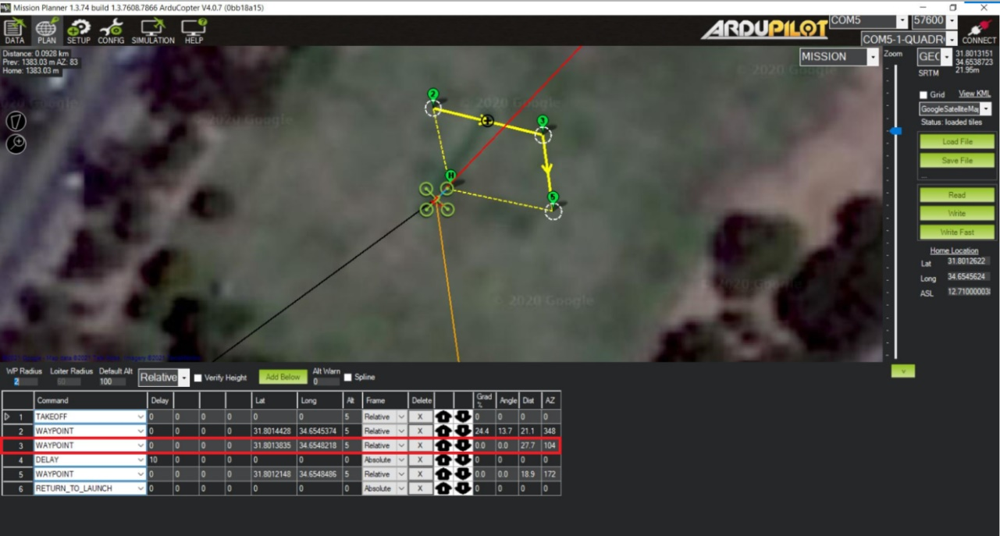 Mission Planner 1.3.74 build 1.3.7608.7866 ArduCopter V4.0.7 (0bb18a15)
DATA PLAN SETUP CONFIG SIMULATION HELP
ARDUPILOT
COM5 57600
COM5-1-QUADR CONNECT
Distance: 0.0928 km
Prev: 1383.03 m AZ: 83
Home: 1383.03 m
MISSION
Zoom
GEO 31.8013151
34.6538723
SRTM 21.95m
Grid View KML
GoogleSatelliteMap
Status: loaded tiles
Load File
Save File
...
Read
Write
Write Fast
Home Location
Lat 31.8012622
Long 34.6545624
ASL 12.7100000
© 2020 Google
© 2020 Google
2020 Google
© 2020 Google
2
3
H
5
WP Radius Loiter Radius Default Alt Alt Warn
2 60 100 Relative Verify Height Add Below 0 Spline
Command Delay Lat Long Alt Frame Delete Grad % Angle Dist AZ
1 TAKEOFF 0 0 0 0 0 0 5 Relative X 0 0 0 0
2 WAYPOINT 0 0 0 0 31.8014428 34.6545374 5 Relative X 24.4 13.7 21.1 348
3 WAYPOINT 0 0 0 0 31.8013835 34.6548218 5 Relative X 0.0 0.0 27.7 104
4 DELAY 10 0 0 0 0 0 0 Absolute X 0 0 0 0
5 WAYPOINT 0 0 0 0 31.8012148 34.6548486 5 Relative X 0.0 0.0 18.9 172
6 RETURN_TO_LAUNCH 0 0 0 0 0 0 0 Absolute X 0 0 0 0